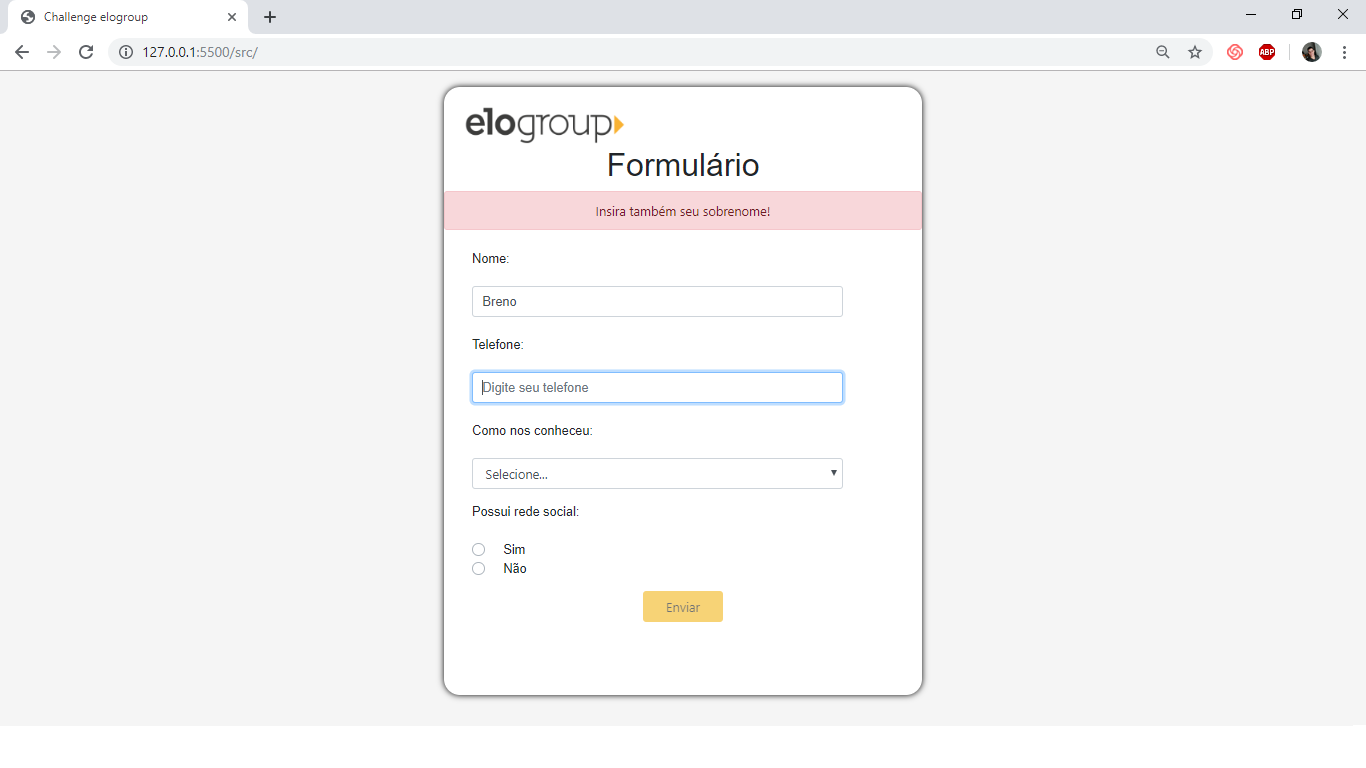 Challenge elogroup
127.0.0.1:5500/src/
ABP
elogroup
Formulário
Insira também seu sobrenome!
Nome:
Breno
Telefone:
Digite seu telefone
Como nos conheceu:
Selecione...
Possui rede social:
Sim
Não
Enviar